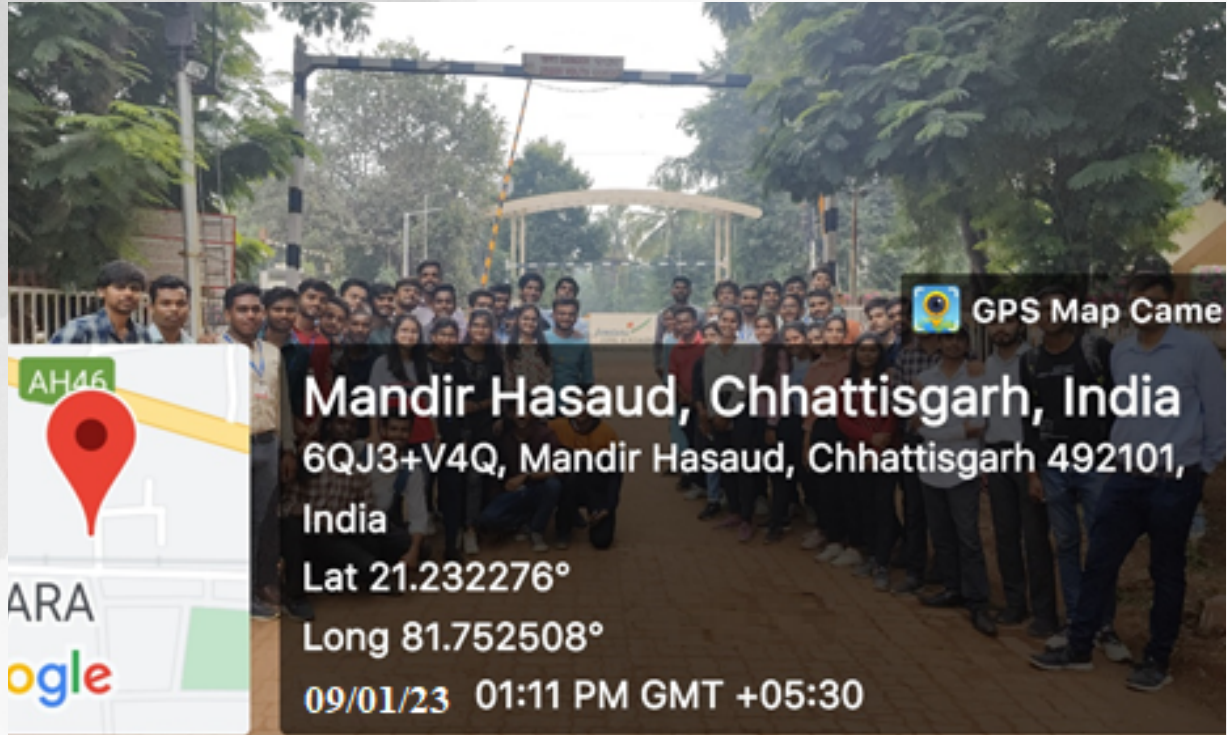 GPS Map Came
AH46
Mandir Hasaud, Chhattisgarh, India
6QJ3+V4Q, Mandir Hasaud, Chhattisgarh 492101,
India
Lat 21.232276°
Long 81.752508°
09/01/23 01:11 PM GMT +05:30
ARA
ogle